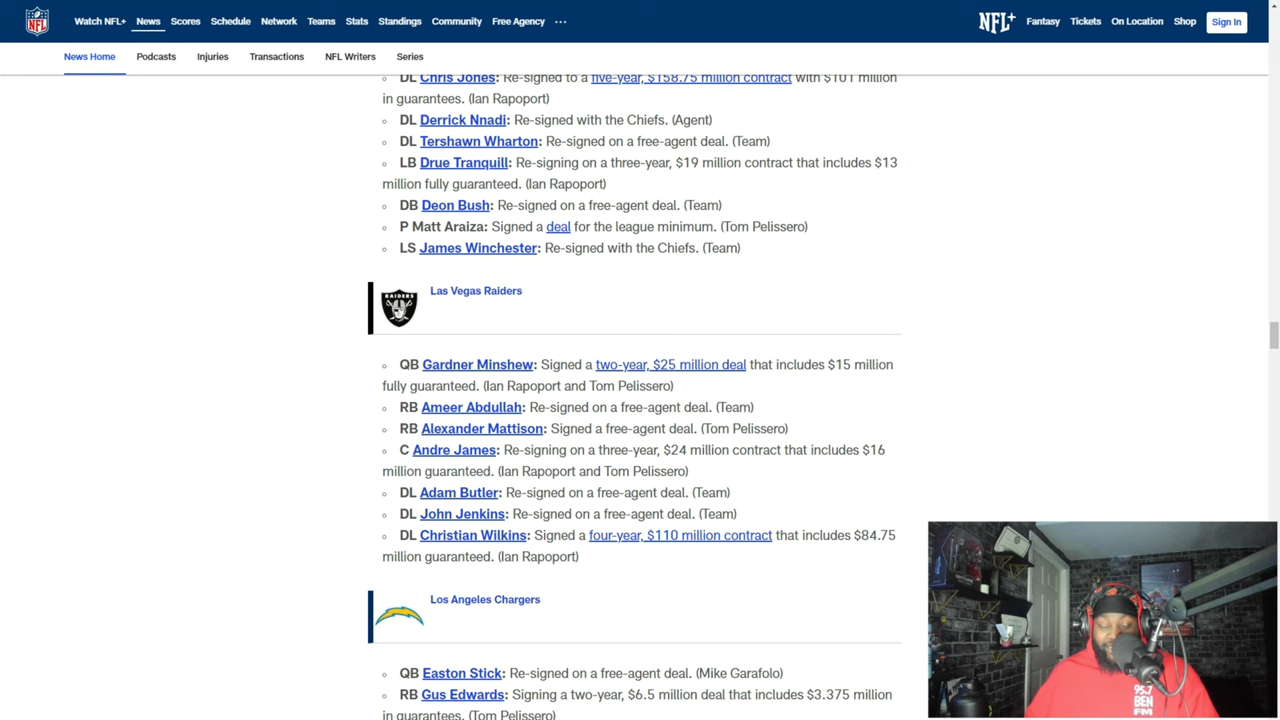 Watch NFL+ News Scores Schedule Network Teams Stats Standings Community Free Agency ... NFL+ Fantasy Tickets On Location Shop Sign In
News Home Podcasts Injuries Transactions NFL Writers Series
DL Chris Jones: Re-signed to a five-year, $158.75 million contract with $101 million
in guarantees. (Ian Rapoport)
DL Derrick Nnadi: Re-signed with the Chiefs. (Agent)
DL Tershawn Wharton: Re-signed on a free-agent deal. (Team)
LB Drue Tranquill: Re-signing on a three-year, $19 million contract that includes $13
million fully guaranteed. (Ian Rapoport)
DB Deon Bush: Re-signed on a free-agent deal. (Team)
P Matt Araiza: Signed a deal for the league minimum. (Tom Pelissero)
LS James Winchester: Re-signed with the Chiefs. (Team)
RAIDERS
Las Vegas Raiders
QB Gardner Minshew: Signed a two-year, $25 million deal that includes $15 million
fully guaranteed. (Ian Rapoport and Tom Pelissero)
RB Ameer Abdullah: Re-signed on a free-agent deal. (Team)
RB Alexander Mattison: Signed a free-agent deal. (Tom Pelissero)
C Andre James: Re-signing on a three-year, $24 million contract that includes $16
million guaranteed. (Ian Rapoport and Tom Pelissero)
DL Adam Butler: Re-signed on a free-agent deal. (Team)
DL John Jenkins: Re-signed on a free-agent deal. (Team)
DL Christian Wilkins: Signed a four-year, $110 million contract that includes $84.75
million guaranteed. (Ian Rapoport)
Los Angeles Chargers
QB Easton Stick: Re-signed on a free-agent deal. (Mike Garafolo)
RB Gus Edwards: Signing a two-year, $6.5 million deal that includes $3.375 million
in guarantees. (Tom Pelissero)
95.7
BEN
FM